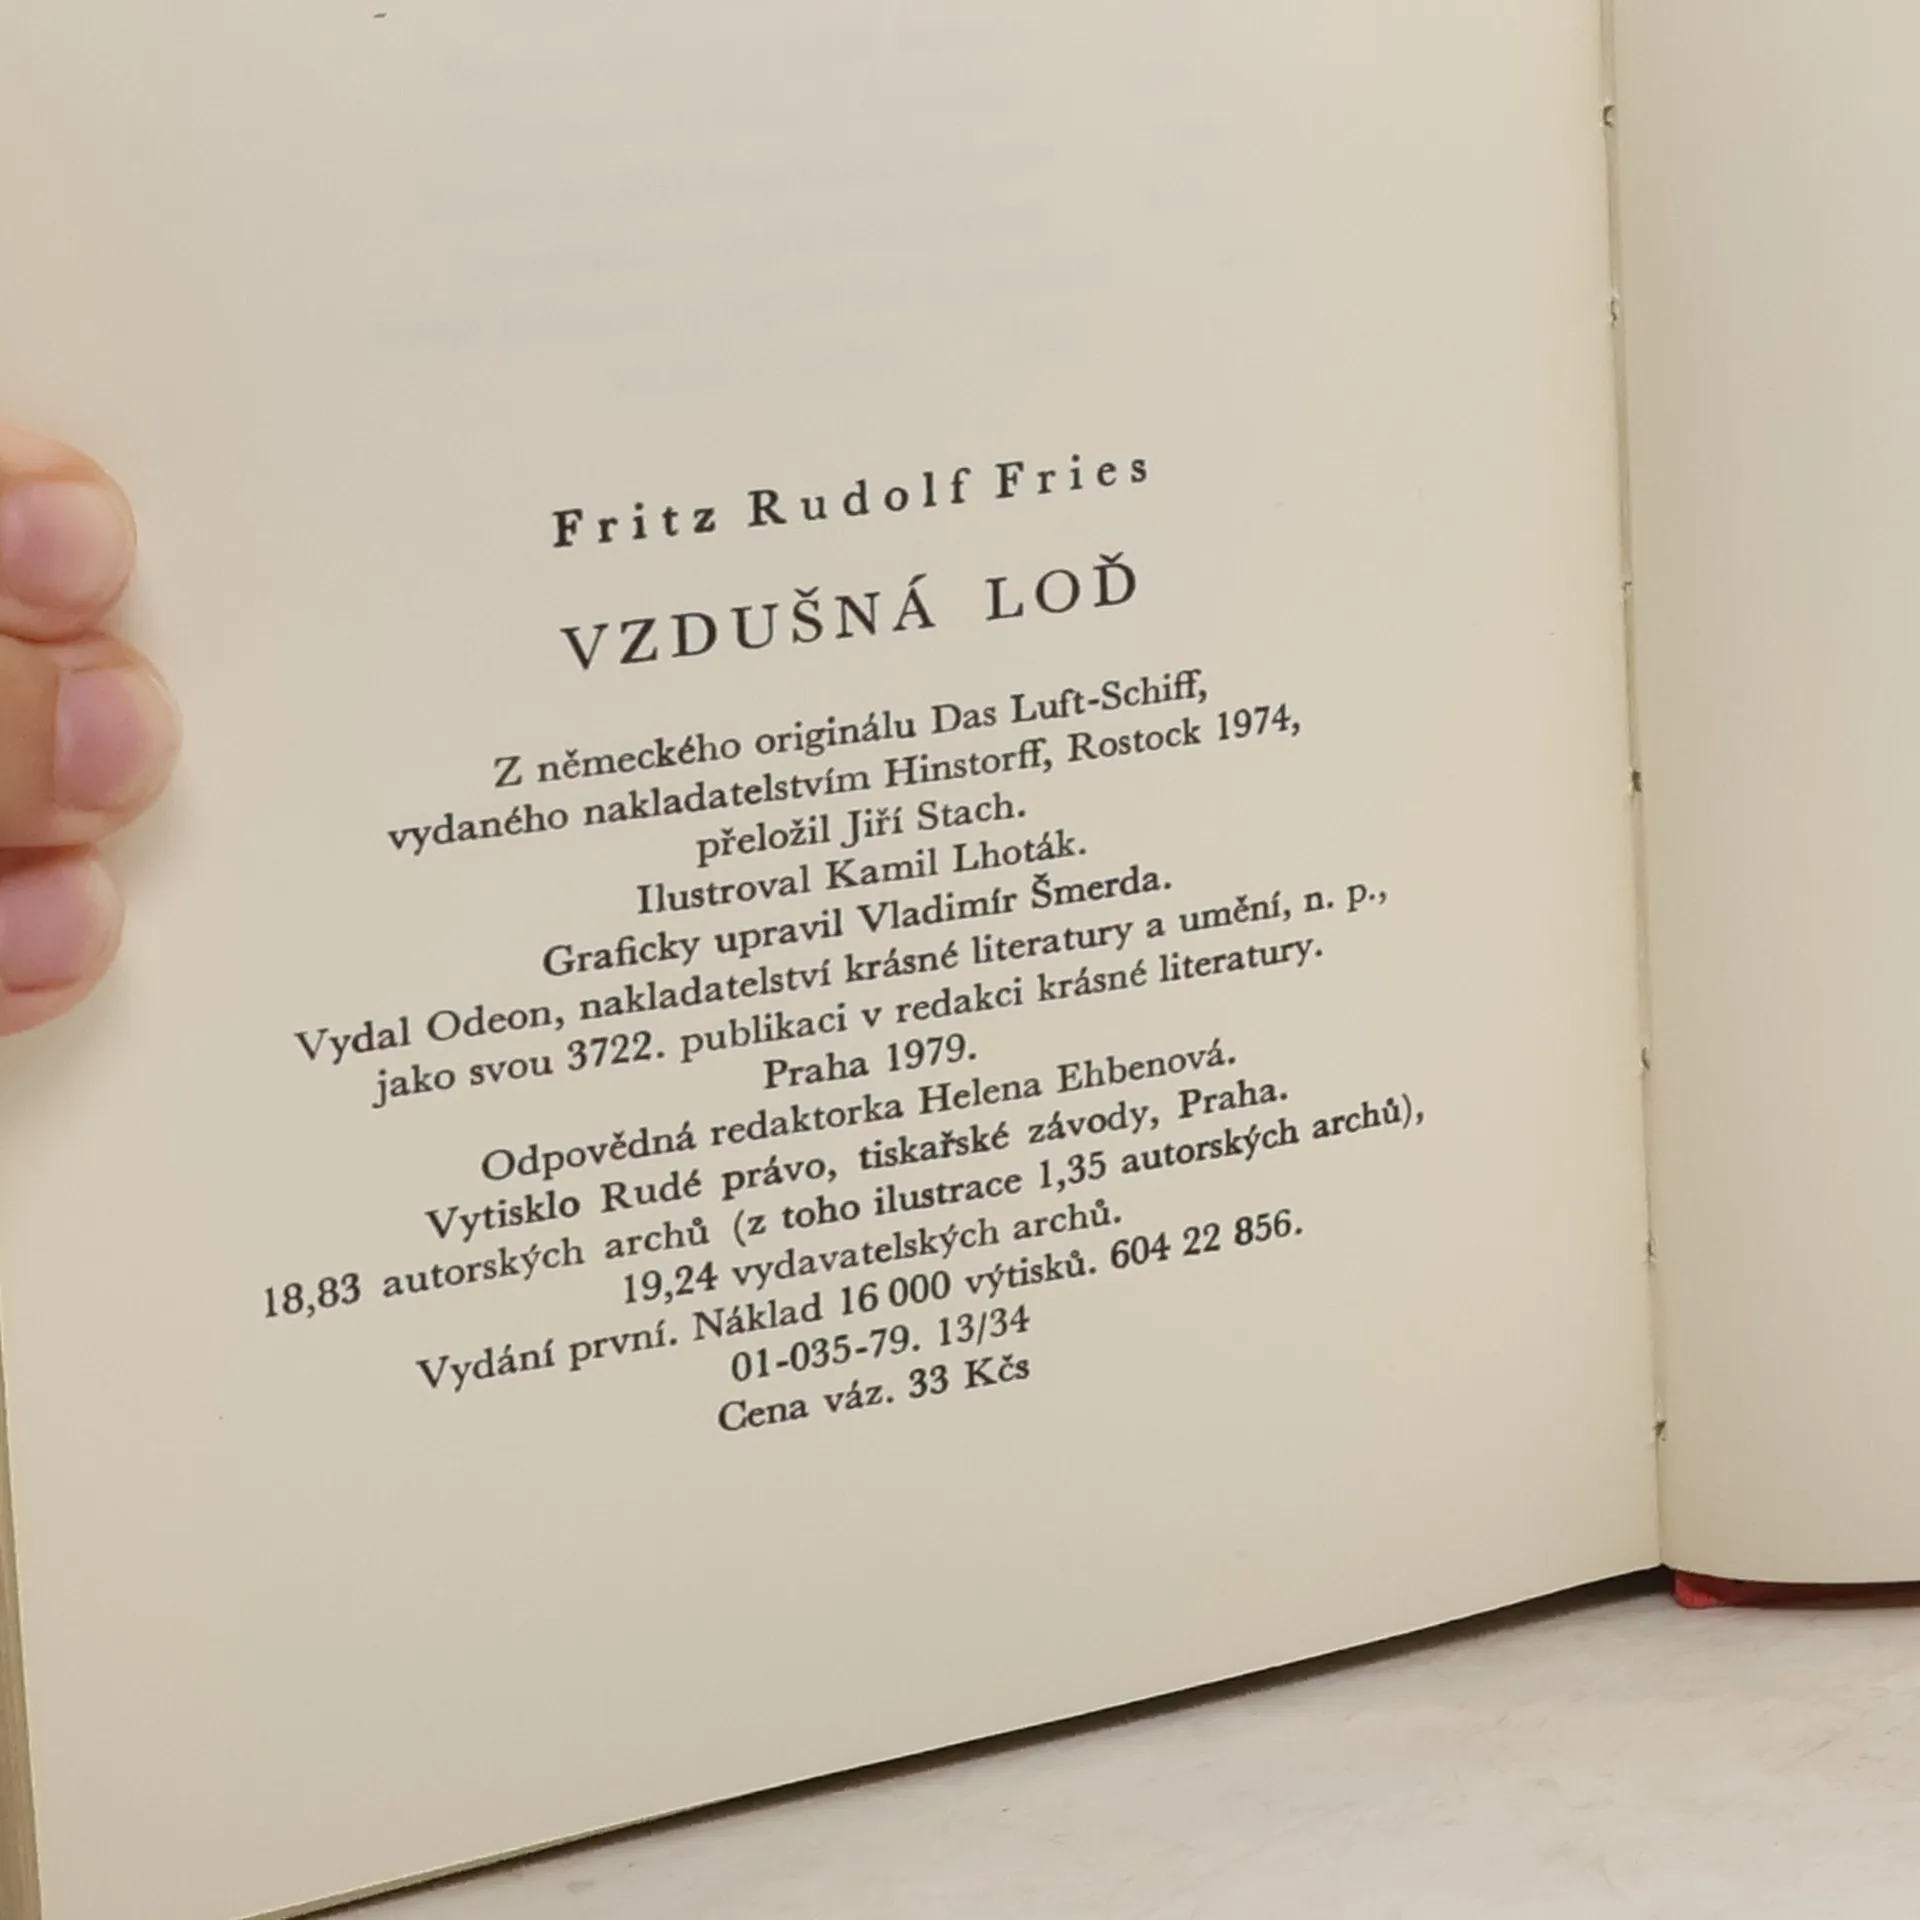 Fritz Rudolf Fries
VZDUŠNÁ LOĎ
Z německého originálu Das Luft-Schiff,
vydaného nakladatelstvím Hinstorff, Rostock 1974,
přeložil Jiří Stach.
Ilustroval Kamil Lhoták.
Graficky upravil Vladimír Šmerda.
Vydal Odeon, nakladatelství krásné literatury a umění, n. p.,
jako svou 3722. publikaci v redakci krásné literatury.
Praha 1979.
Odpovědná redaktorka Helena Ehbenová.
Vytisklo Rudé právo, tiskařské závody, Praha.
18,83 autorských archů (z toho ilustrace 1,35 autorských archů),
19,24 vydavatelských archů.
Vydání první. Náklad 16 000 výtisků. 604 22 856.
01-035-79. 13/34
Cena váz. 33 Kčs